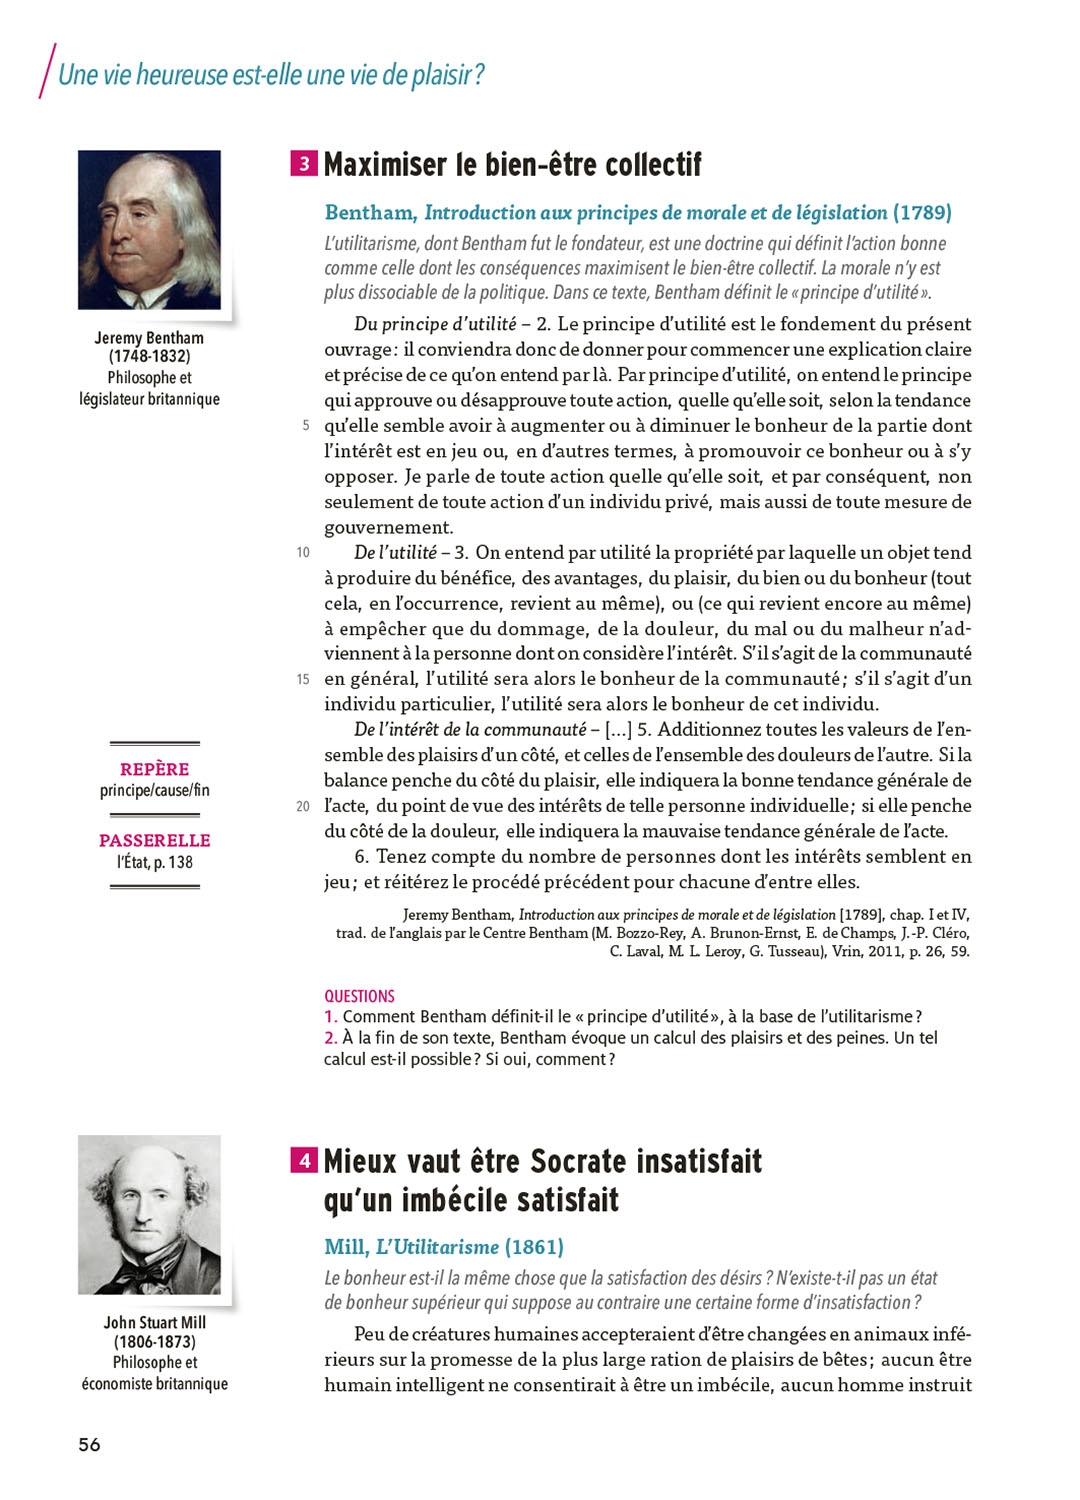 Une vie heureuse est-elle une vie de plaisir ?
3 Maximiser le bien-être collectif
Bentham, Introduction aux principes de morale et de législation (1789)
L’utilitarisme, dont Bentham fut le fondateur, est une doctrine qui définit l’action bonne
comme celle dont les conséquences maximisent le bien-être collectif. La morale n’y est
plus dissociable de la politique. Dans ce texte, Bentham définit le « principe d’utilité ».
Jeremy Bentham
(1748-1832)
Philosophe et
législateur britannique
Du principe d’utilité – 2. Le principe d’utilité est le fondement du présent
ouvrage : il conviendra donc de donner pour commencer une explication claire
et précise de ce qu’on entend par là. Par principe d’utilité, on entend le principe
qui approuve ou désapprouve toute action, quelle qu’elle soit, selon la tendance
5 qu’elle semble avoir à augmenter ou à diminuer le bonheur de la partie dont
l’intérêt est en jeu ou, en d’autres termes, à promouvoir ce bonheur ou à s’y
opposer. Je parle de toute action quelle qu’elle soit, et par conséquent, non
seulement de toute action d’un individu privé, mais aussi de toute mesure de
gouvernement.
10 De l’utilité – 3. On entend par utilité la propriété par laquelle un objet tend
à produire du bénéfice, des avantages, du plaisir, du bien ou du bonheur (tout
cela, en l’occurrence, revient au même), ou (ce qui revient encore au même)
à empêcher que du dommage, de la douleur, du mal ou du malheur n’ad-
viennent à la personne dont on considère l’intérêt. S’il s’agit de la communauté
15 en général, l’utilité sera alors le bonheur de la communauté ; s’il s’agit d’un
individu particulier, l’utilité sera alors le bonheur de cet individu.
De l’intérêt de la communauté – [...] 5. Additionnez toutes les valeurs de l’en-
semble des plaisirs d’un côté, et celles de l’ensemble des douleurs de l’autre. Si la
balance penche du côté du plaisir, elle indiquera la bonne tendance générale de
20 l’acte, du point de vue des intérêts de telle personne individuelle ; si elle penche
du côté de la douleur, elle indiquera la mauvaise tendance générale de l’acte.
6. Tenez compte du nombre de personnes dont les intérêts semblent en
jeu ; et réitérez le procédé précédent pour chacune d’entre elles.
REPÈRE
principe/cause/fin
PASSERELLE
l’État, p. 138
Jeremy Bentham, Introduction aux principes de morale et de législation [1789], chap. I et IV,
trad. de l’anglais par le Centre Bentham (M. Bozzo-Rey, A. Brunon-Ernst, E. de Champs, J.-P. Cléro,
C. Laval, M. L. Leroy, G. Tusseau), Vrin, 2011, p. 26, 59.
QUESTIONS
1. Comment Bentham définit-il le « principe d’utilité », à la base de l’utilitarisme ?
2. À la fin de son texte, Bentham évoque un calcul des plaisirs et des peines. Un tel
calcul est-il possible ? Si oui, comment ?
4 Mieux vaut être Socrate insatisfait
qu’un imbécile satisfait
Mill, L’Utilitarisme (1861)
Le bonheur est-il la même chose que la satisfaction des désirs ? N’existe-t-il pas un état
de bonheur supérieur qui suppose au contraire une certaine forme d’insatisfaction ?
John Stuart Mill
(1806-1873)
Philosophe et
économiste britannique
Peu de créatures humaines accepteraient d’être changées en animaux infé-
rieurs sur la promesse de la plus large ration de plaisirs de bêtes ; aucun être
humain intelligent ne consentirait à être un imbécile, aucun homme instruit
56